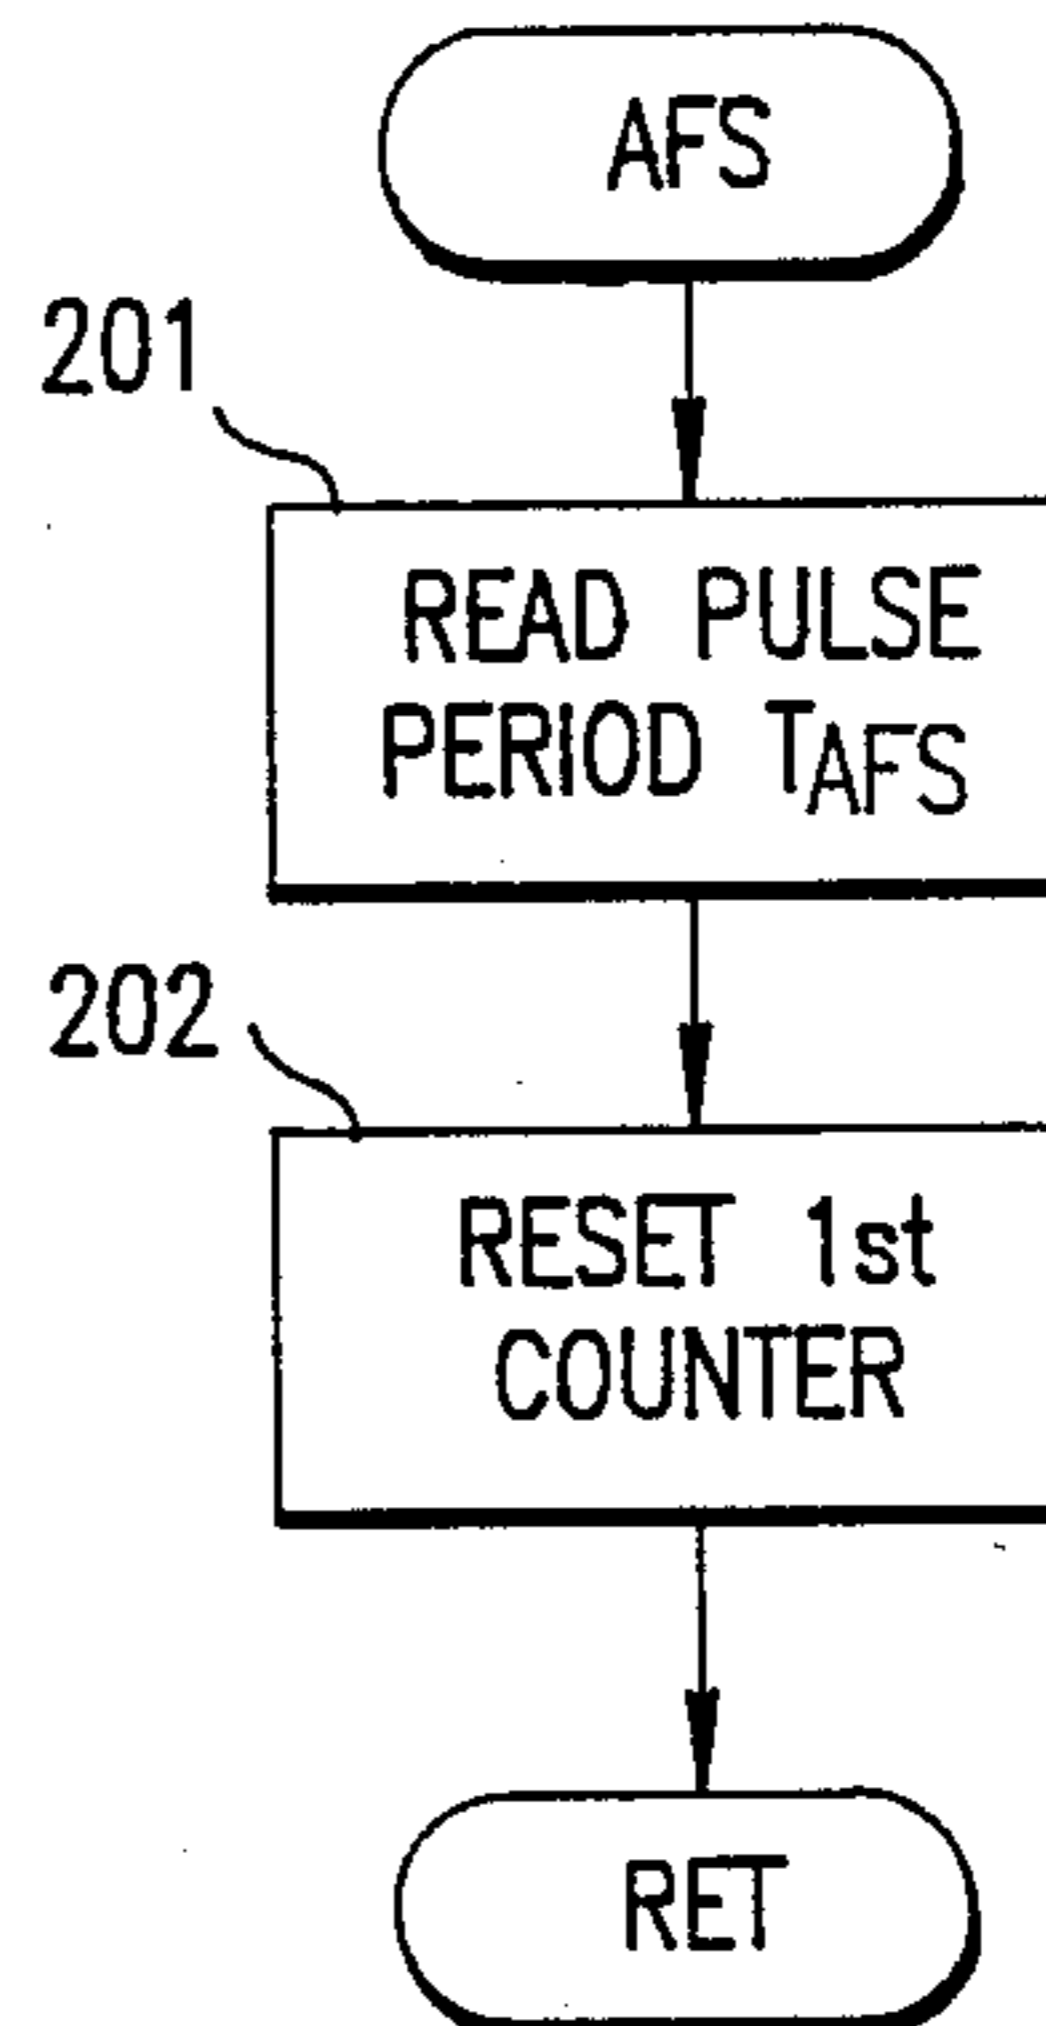 AFS
201
READ PULSE
PERIOD TAFS
202
RESET 1st
COUNTER
RET